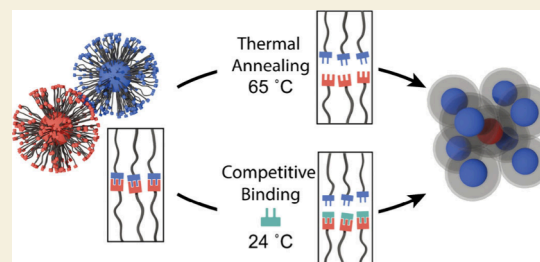 Thermal
Annealing
65 ˚C
Competitive
Binding
24 ˚C